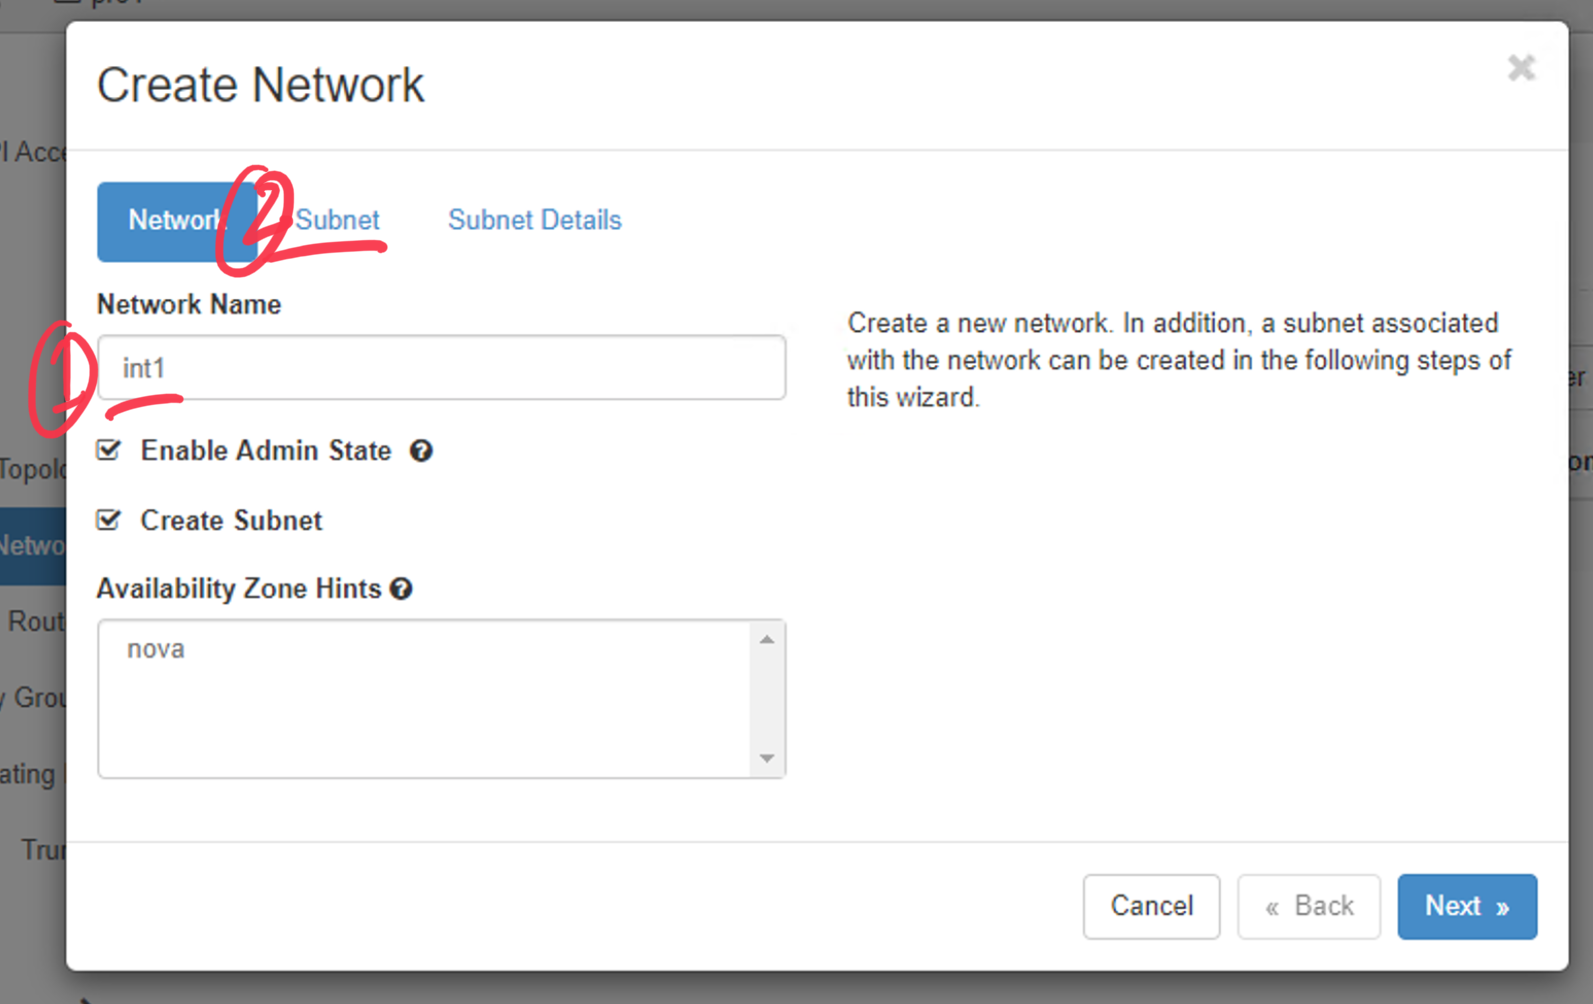 Create Network
Network
② Subnet
Subnet Details
Network Name
① int1
Enable Admin State
Create Subnet
Availability Zone Hints
nova
Create a new network. In addition, a subnet associated
with the network can be created in the following steps of
this wizard.
Cancel
« Back
Next »